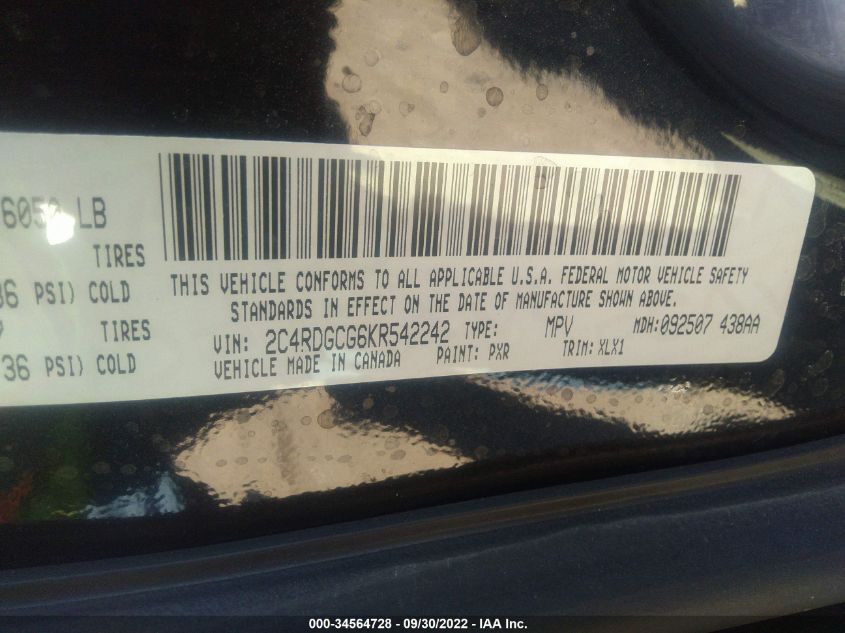 6050 LB
TIRES
36 PSI) COLD
TIRES
36 PSI) COLD
THIS VEHICLE CONFORMS TO ALL APPLICABLE U.S.A. FEDERAL MOTOR VEHICLE SAFETY
STANDARDS IN EFFECT ON THE DATE OF MANUFACTURE SHOWN ABOVE.
VIN: 2C4RDGCG6KR542242 TYPE: MPV MDH:092507 438AA
VEHICLE MADE IN CANADA PAINT: PXR TRIM: XLX1
000-34564728 - 09/30/2022 - IAA Inc.